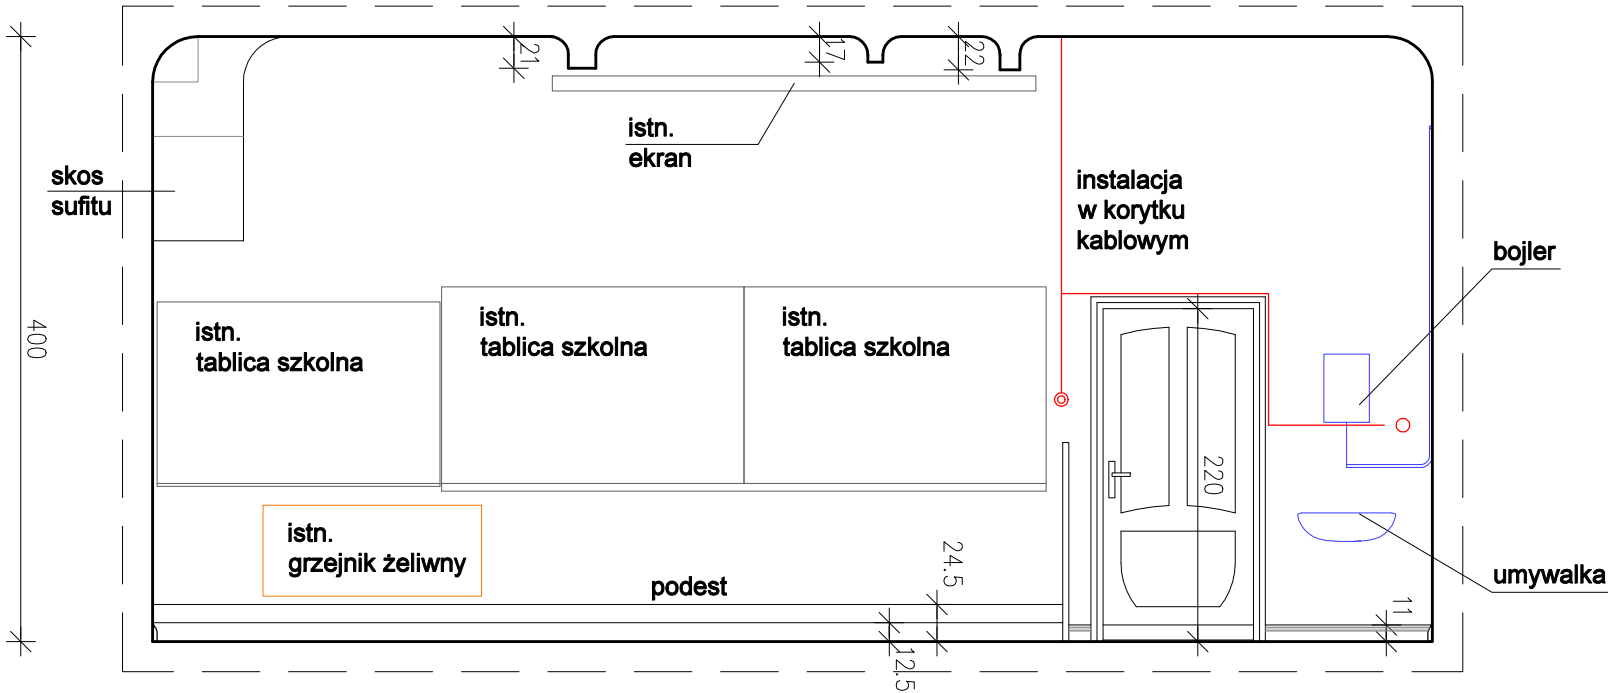 21
17
22
istn.
ekran
skos
sufitu
instalacja
w korytku
kablowym
bojler
400
istn.
tablica szkolna
istn.
tablica szkolna
istn.
tablica szkolna
220
istn.
grzejnik żeliwny
podest
24.5
umywalka
11
12.5